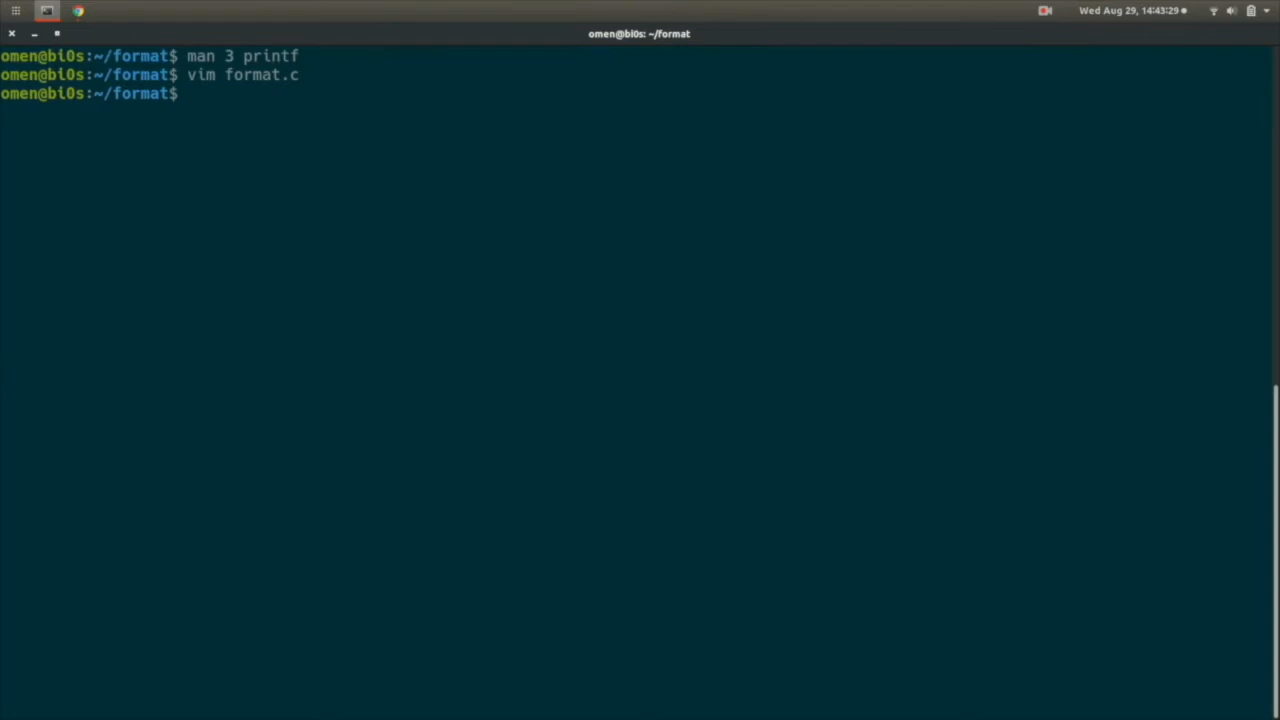 Wed Aug 29, 14:43:29
omen@bi0s: ~/format
omen@bi0s:~/format$ man 3 printf
omen@bi0s:~/format$ vim format.c
omen@bi0s:~/format$